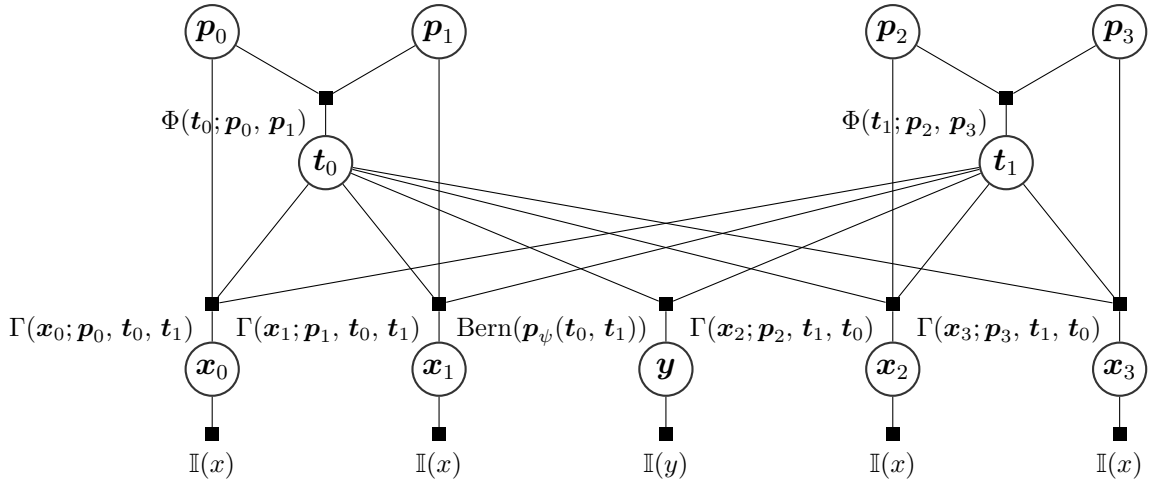 p₀ p₁ p₂ p₃
Φ(t₀; p₀, p₁) Φ(t₁; p₂, p₃)
t₀ t₁
Γ(x₀; p₀, t₀, t₁) Γ(x₁; p₁, t₀, t₁) Bern(p_ψ(t₀, t₁)) Γ(x₂; p₂, t₁, t₀) Γ(x₃; p₃, t₁, t₀)
x₀ x₁ y x₂ x₃
𝕀(x) 𝕀(x) 𝕀(y) 𝕀(x) 𝕀(x)